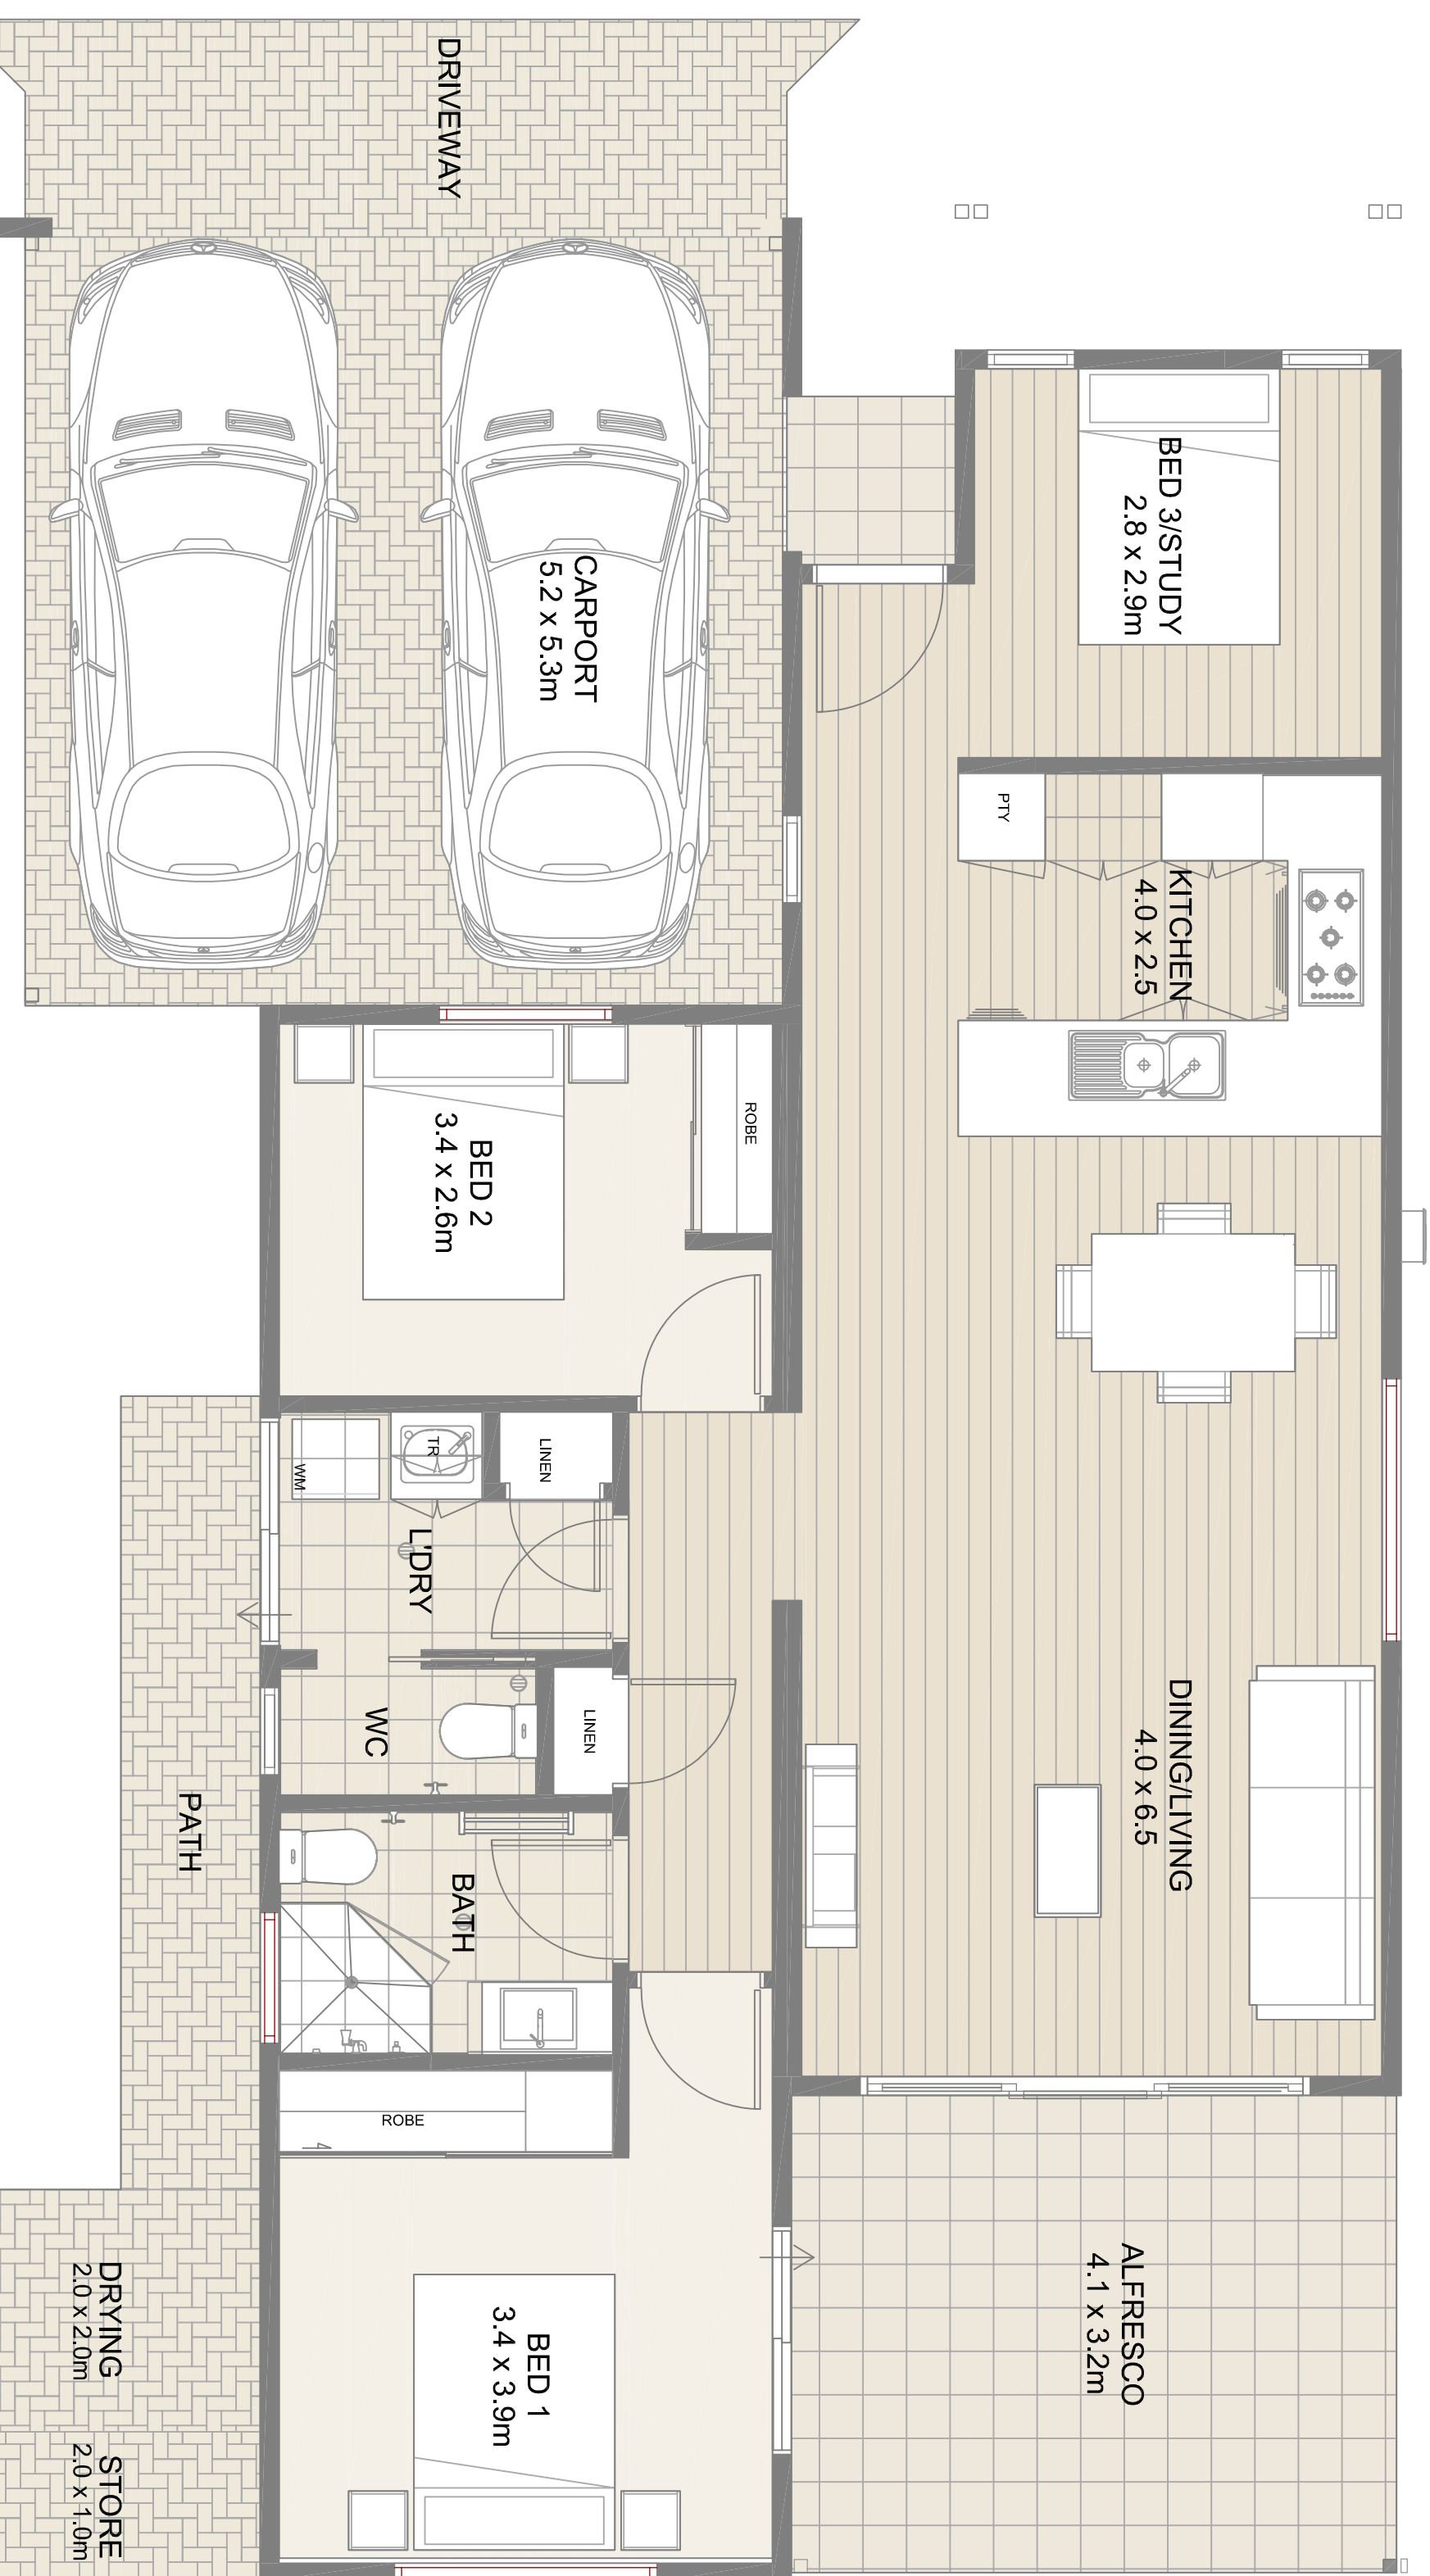 DRIVEWAY
BED 3/STUDY
2.8 x 2.9m
CARPORT
5.2 x 5.3m
PTY
KITCHEN
4.0 x 2.5
ROBE
BED 2
3.4 x 2.6m
LINEN
TR
WM
L'DRY
DINING/LIVING
4.0 x 6.5
LINEN
WC
PATH
BATH
ROBE
ALFRESCO
4.1 x 3.2m
BED 1
3.4 x 3.9m
DRYING
2.0 x 2.0m
STORE
2.0 x 1.0m